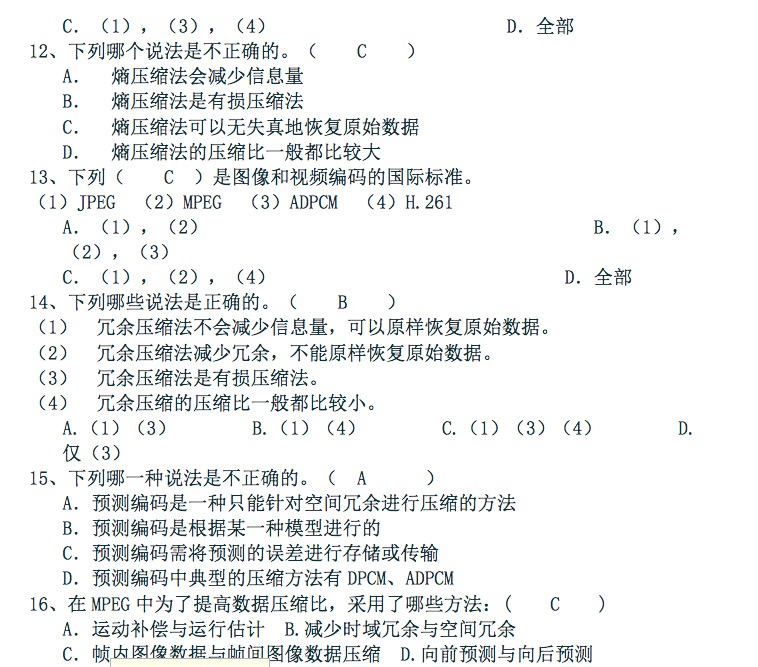 C. （1），（3），（4） D. 全部
12、下列哪个说法是不正确的。（ C ）
A. 熵压缩法会减少信息量
B. 熵压缩法是有损压缩法
C. 熵压缩法可以无失真地恢复原始数据
D. 熵压缩法的压缩比一般都比较大
13、下列（ C ）是图像和视频编码的国际标准。
（1）JPEG （2）MPEG （3）ADPCM （4）H.261
A. （1），（2） B. （1），
（2），（3）
C. （1），（2），（4） D. 全部
14、下列哪些说法是正确的。（ B ）
（1） 冗余压缩法不会减少信息量，可以原样恢复原始数据。
（2） 冗余压缩法减少冗余，不能原样恢复原始数据。
（3） 冗余压缩法是有损压缩法。
（4） 冗余压缩的压缩比一般都比较小。
A.（1）（3） B.（1）（4） C.（1）（3）（4） D.
仅（3）
15、下列哪一种说法是不正确的。（ A ）
A. 预测编码是一种只能针对空间冗余进行压缩的方法
B. 预测编码是根据某一种模型进行的
C. 预测编码需将预测的误差进行存储或传输
D. 预测编码中典型的压缩方法有 DPCM、ADPCM
16、在 MPEG 中为了提高数据压缩比，采用了哪些方法：( C )
A. 运动补偿与运行估计 B.减少时域冗余与空间冗余
C. 帧内图像数据与帧间图像数据压缩 D.向前预测与向后预测